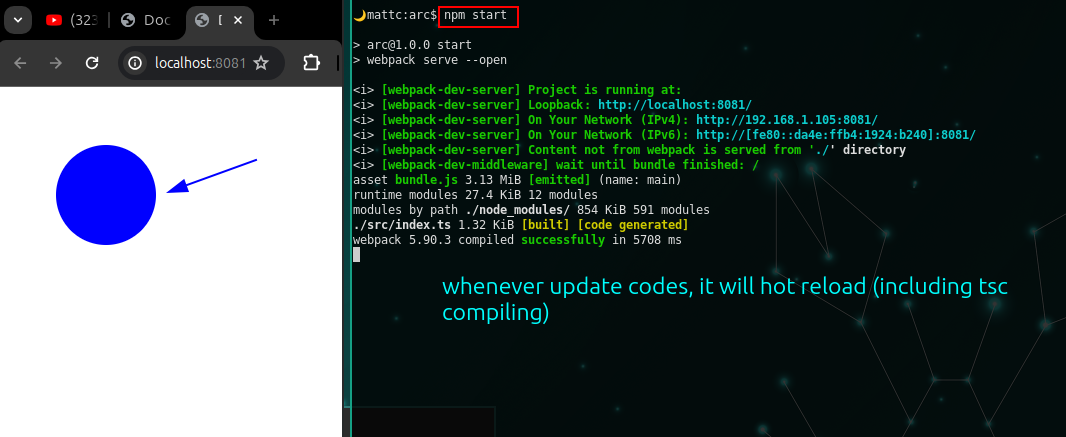 (323
Doc
localhost:8081
mattc:arc$ npm start
> arc@1.0.0 start
> webpack serve --open
<i> [webpack-dev-server] Project is running at:
<i> [webpack-dev-server] Loopback: http://localhost:8081/
<i> [webpack-dev-server] On Your Network (IPv4): http://192.168.1.105:8081/
<i> [webpack-dev-server] On Your Network (IPv6): http://[fe80::da4e:ffb4:1924:b240]:8081/
<i> [webpack-dev-server] Content not from webpack is served from './' directory
<i> [webpack-dev-middleware] wait until bundle finished: /
asset bundle.js 3.13 MiB [emitted] (name: main)
runtime modules 27.4 KiB 12 modules
modules by path ./node_modules/ 854 KiB 591 modules
./src/index.ts 1.32 KiB [built] [code generated]
webpack 5.90.3 compiled successfully in 5708 ms
whenever update codes, it will hot reload (including tsc
compiling)